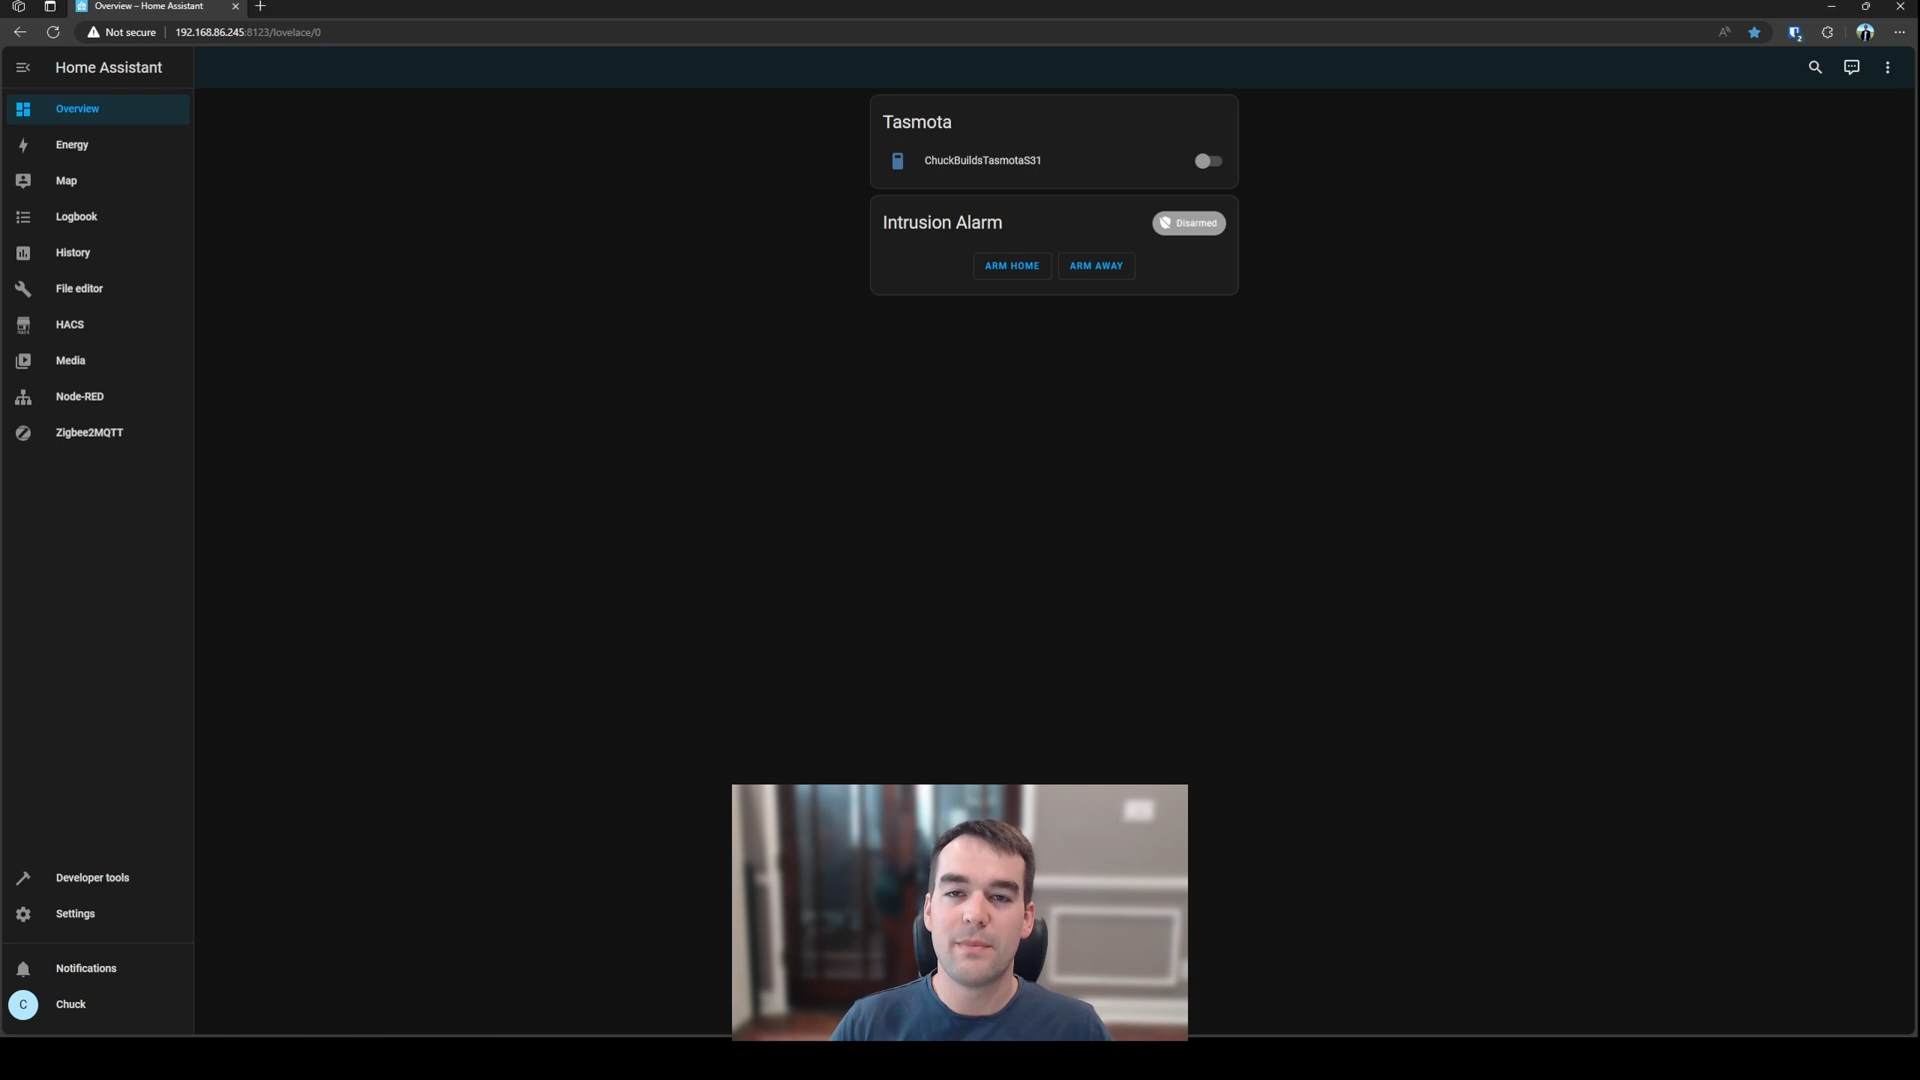 Overview – Home Assistant
Not secure
192.168.86.245:8123/lovelace/0
2
Home Assistant
Overview
Energy
Map
Logbook
History
File editor
HACS
Media
Node-RED
Zigbee2MQTT
Developer tools
Settings
Notifications
C
Chuck
Tasmota
ChuckBuildsTasmotaS31
Intrusion Alarm
Disarmed
ARM HOME
ARM AWAY